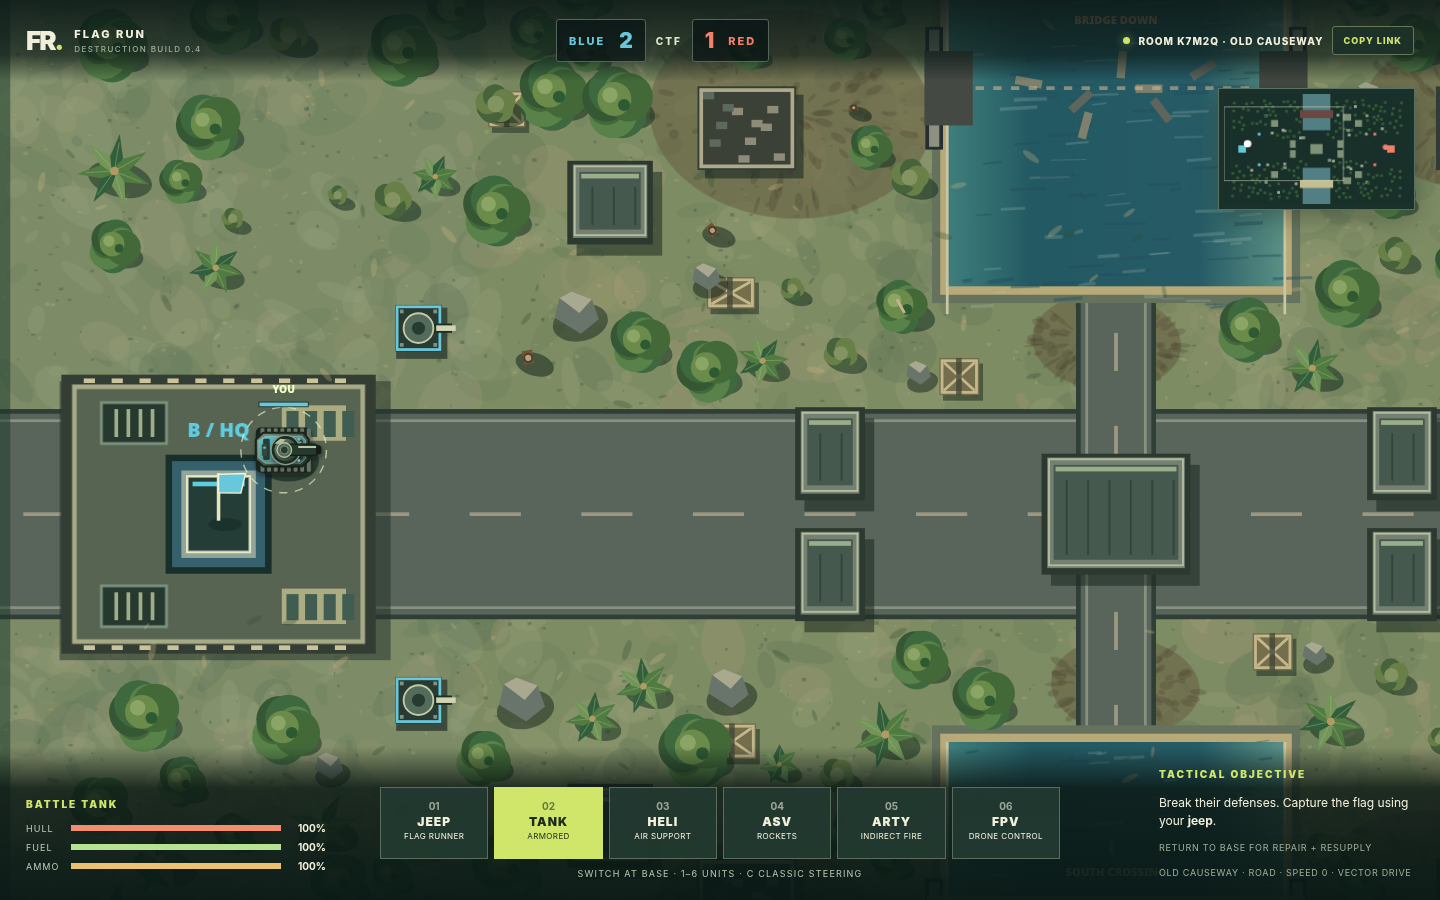 FR.
FLAG RUN
DESTRUCTION BUILD 0.4
BLUE 2 CTF 1 RED
BRIDGE DOWN
ROOM K7M2Q · OLD CAUSEWAY
COPY LINK
YOU
B / HQ
BATTLE TANK
HULL 100%
FUEL 100%
AMMO 100%
01
JEEP
FLAG RUNNER
02
TANK
ARMORED
03
HELI
AIR SUPPORT
04
ASV
ROCKETS
05
ARTY
INDIRECT FIRE
06
FPV
DRONE CONTROL
SWITCH AT BASE · 1–6 UNITS · C CLASSIC STEERING
TACTICAL OBJECTIVE
Break their defenses. Capture the flag using
your jeep.
RETURN TO BASE FOR REPAIR + RESUPPLY
SOUTH CROSSIN
OLD CAUSEWAY · ROAD · SPEED 0 · VECTOR DRIVE